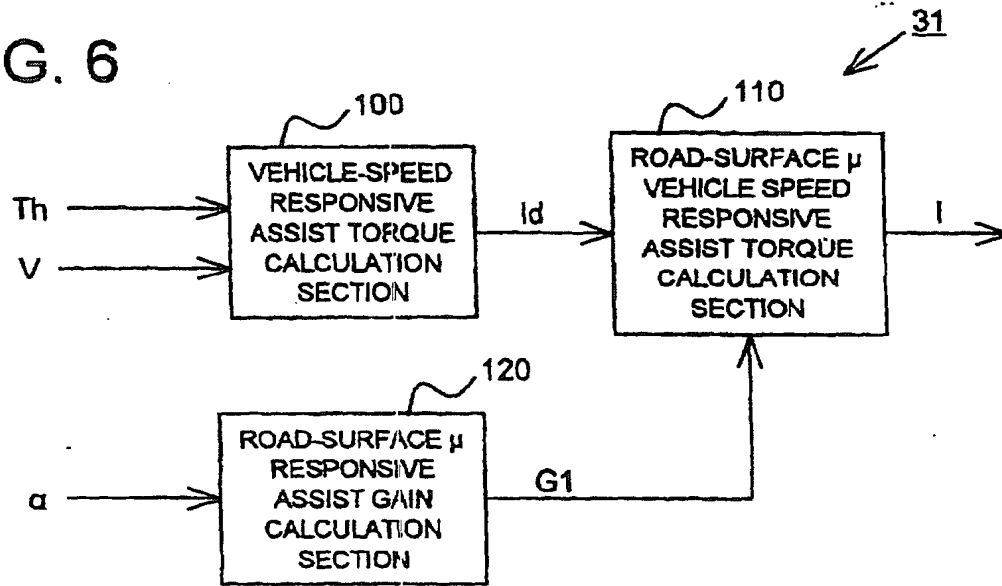 G. 6
31
100
110
VEHICLE-SPEED
RESPONSIVE
ASSIST TORQUE
CALCULATION
SECTION
ROAD-SURFACE μ
VEHICLE SPEED
RESPONSIVE
ASSIST TORQUE
CALCULATION
SECTION
Th
V
Id
I
120
ROAD-SURFACE μ
RESPONSIVE
ASSIST GAIN
CALCULATION
SECTION
α
G1